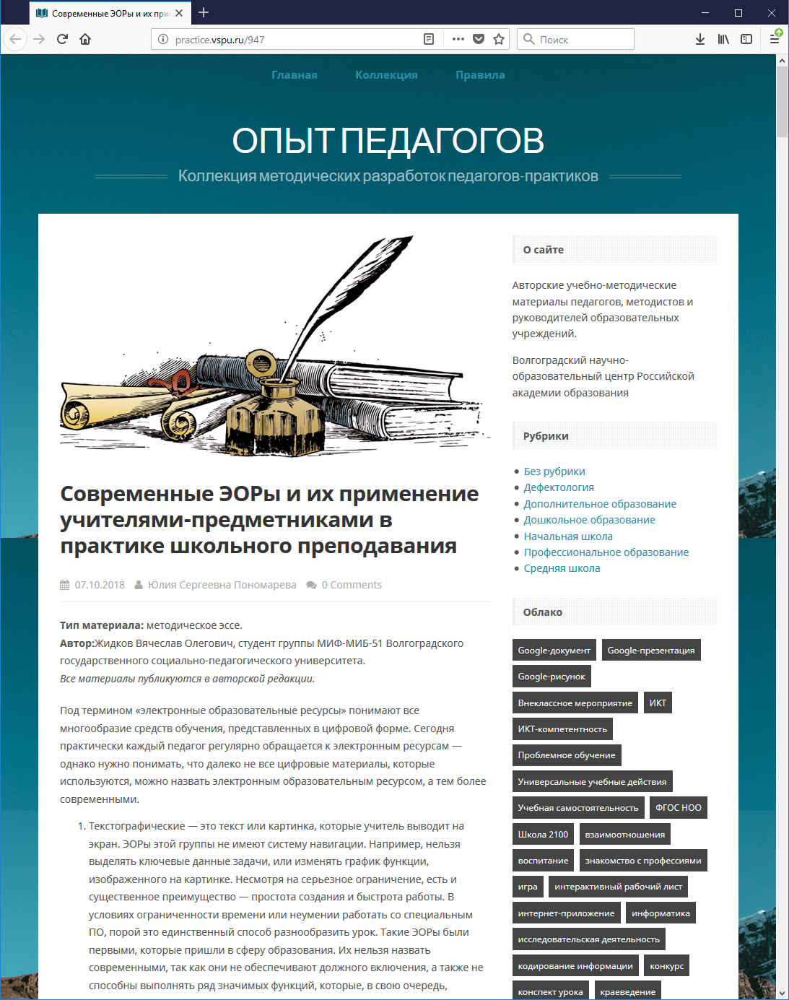 Современные ЭОРы и их при
practice.vspu.ru/947
Поиск
Главная Коллекция Правила
ОПЫТ ПЕДАГОГОВ
Коллекция методических разработок педагогов-практиков
Современные ЭОРы и их применение
учителями-предметниками в
практике школьного преподавания
07.10.2018 Юлия Сергеевна Пономарева 0 Comments
Тип материала: методическое эссе.
Автор:Жидков Вячеслав Олегович, студент группы МИФ-МИБ-51 Волгоградского
государственного социально-педагогического университета.
Все материалы публикуются в авторской редакции.
Под термином «электронные образовательные ресурсы» понимают все
многообразие средств обучения, представленных в цифровой форме. Сегодня
практически каждый педагог регулярно обращается к электронным ресурсам —
однако нужно понимать, что далеко не все цифровые материалы, которые
используются, можно назвать электронным образовательным ресурсом, а тем более
современными.
1. Текстографические — это текст или картинка, которые учитель выводит на
экран. ЭОРы этой группы не имеют систему навигации. Например, нельзя
выделять ключевые данные задачи, или изменять график функции,
изображенного на картинке. Несмотря на серьезное ограничение, есть и
существенное преимущество — простота создания и быстрота работы. В
условиях ограниченности времени или неумении работать со специальным
ПО, порой это единственный способ разнообразить урок. Такие ЭОРы были
первыми, которые пришли в сферу образования. Их нельзя назвать
современными, так как они не обеспечивают должного включения, а также не
способны выполнять ряд значимых функций, которые, в свою очередь,
О сайте
Авторские учебно-методические
материалы педагогов, методистов и
руководителей образовательных
учреждений.
Волгоградский научно-
образовательный центр Российской
академии образования
Рубрики
Без рубрики
Дефектология
Дополнительное образование
Дошкольное образование
Начальная школа
Профессиональное образование
Средняя школа
Облако
Google-документ Google-презентация
Google-рисунок
Внеклассное мероприятие ИКТ
ИКТ-компетентность
Проблемное обучение
Универсальные учебные действия
Учебная самостоятельность ФГОС НОО
Школа 2100 взаимоотношения
воспитание знакомство с профессиями
игра интерактивный рабочий лист
интернет-приложение информатика
исследовательская деятельность
кодирование информации конкурс
конспект урока краеведение